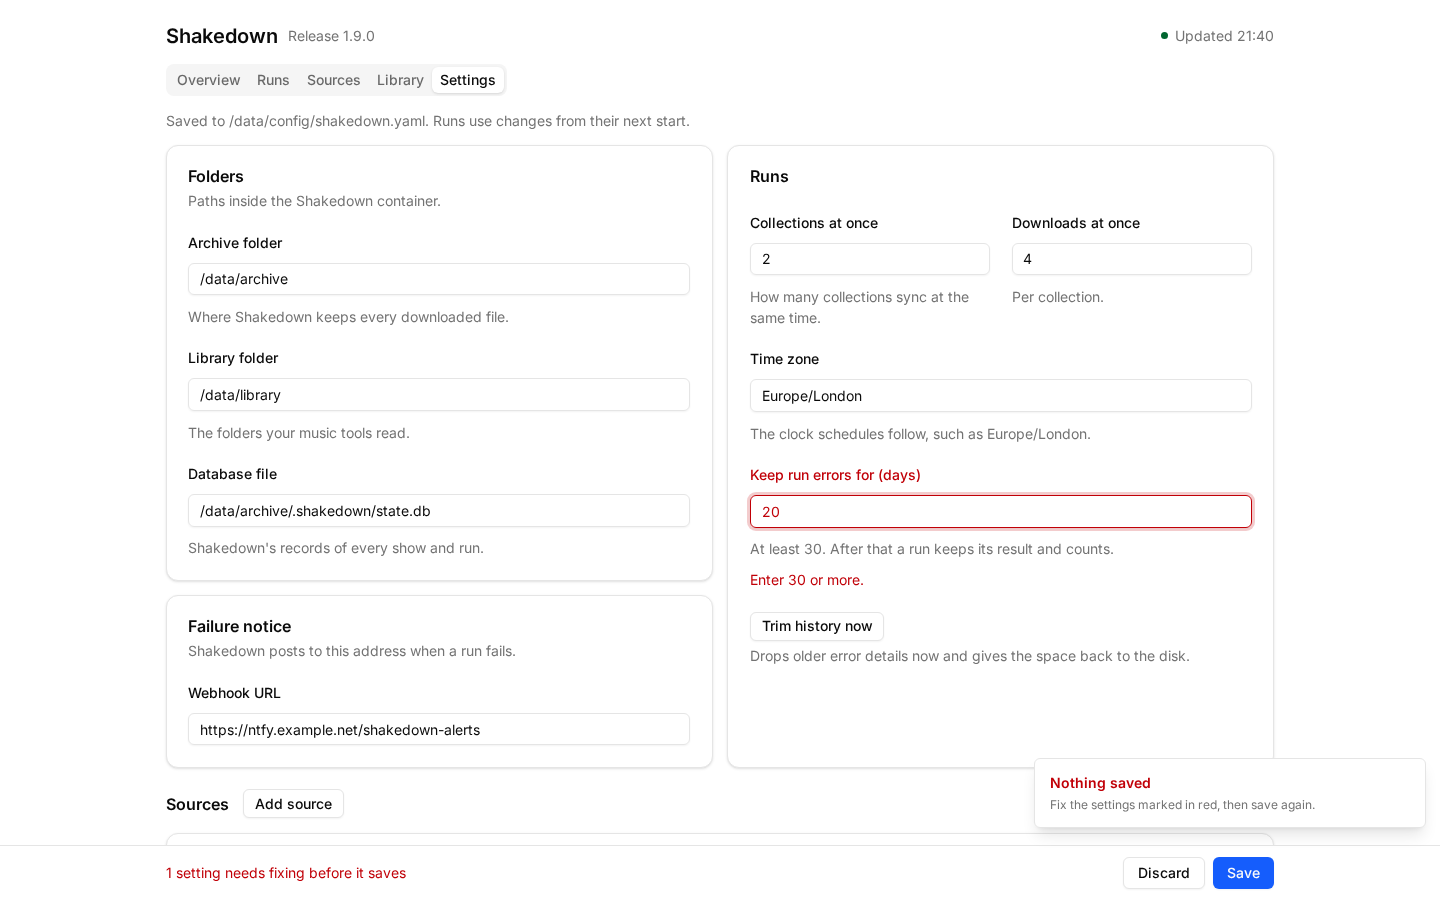 Shakedown Release 1.9.0
Updated 21:40
Overview Runs Sources Library Settings
Saved to /data/config/shakedown.yaml. Runs use changes from their next start.
Folders
Paths inside the Shakedown container.
Archive folder
/data/archive
Where Shakedown keeps every downloaded file.
Library folder
/data/library
The folders your music tools read.
Database file
/data/archive/.shakedown/state.db
Shakedown's records of every show and run.
Failure notice
Shakedown posts to this address when a run fails.
Webhook URL
https://ntfy.example.net/shakedown-alerts
Runs
Collections at once
2
How many collections sync at the
same time.
Downloads at once
4
Per collection.
Time zone
Europe/London
The clock schedules follow, such as Europe/London.
Keep run errors for (days)
20
At least 30. After that a run keeps its result and counts.
Enter 30 or more.
Trim history now
Drops older error details now and gives the space back to the disk.
Sources Add source
Nothing saved
Fix the settings marked in red, then save again.
1 setting needs fixing before it saves
Discard Save